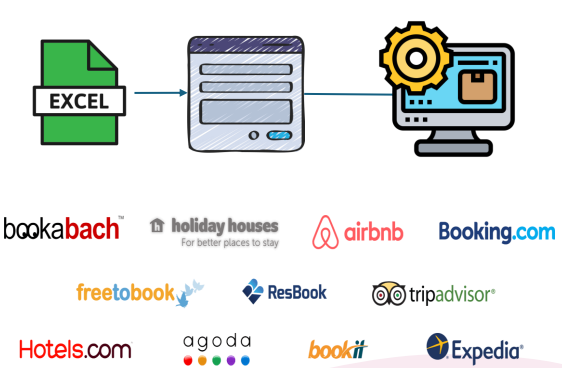 EXCEL
bookabach™
holiday houses
For better places to stay
airbnb
Booking.com
freetobook
ResBook
tripadvisor®
Hotels.com
agoda
bookit
Expedia®